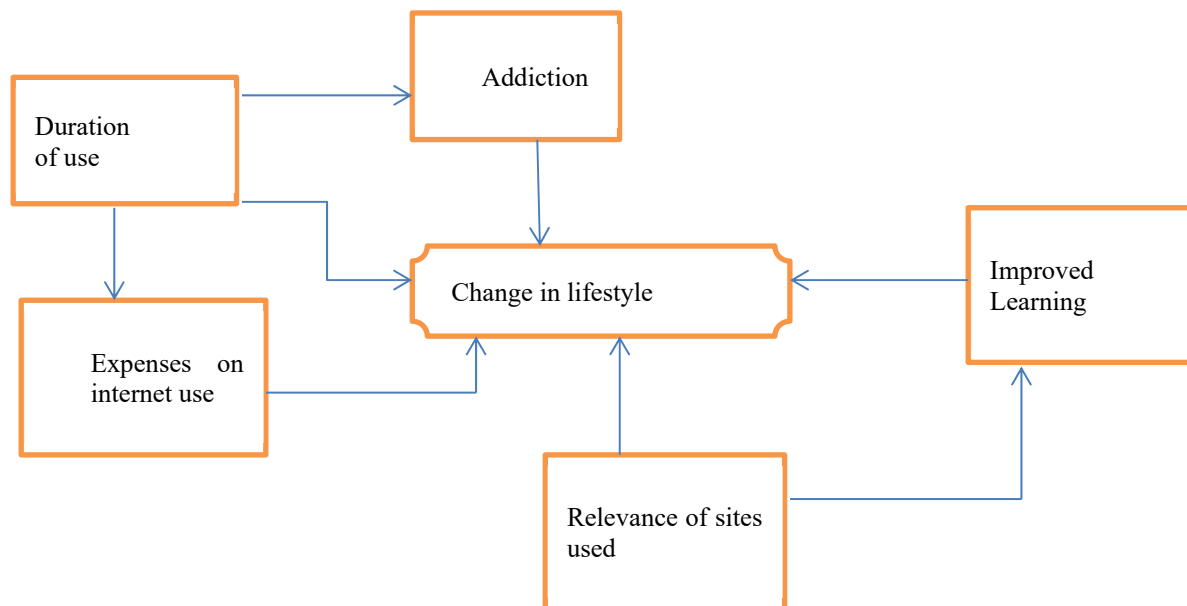 Addiction
Duration
of use
Change in lifestyle
Improved
Learning
Expenses on
internet use
Relevance of sites
used